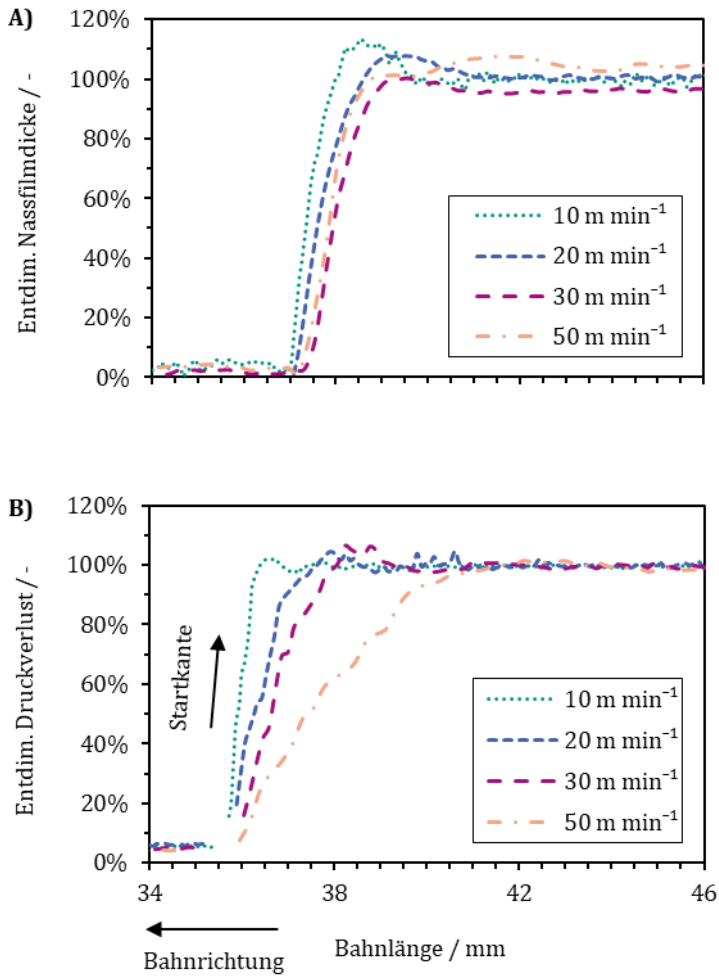 A)
Entdim. Nassfilmdicke / -
120%
100%
80%
60%
40%
20%
0%
10 m min⁻¹
20 m min⁻¹
30 m min⁻¹
50 m min⁻¹
B)
Entdim. Druckverlust / -
120%
100%
80%
60%
40%
20%
0%
Startkante
10 m min⁻¹
20 m min⁻¹
30 m min⁻¹
50 m min⁻¹
34 38 42 46
Bahnrichtung
Bahnlänge / mm